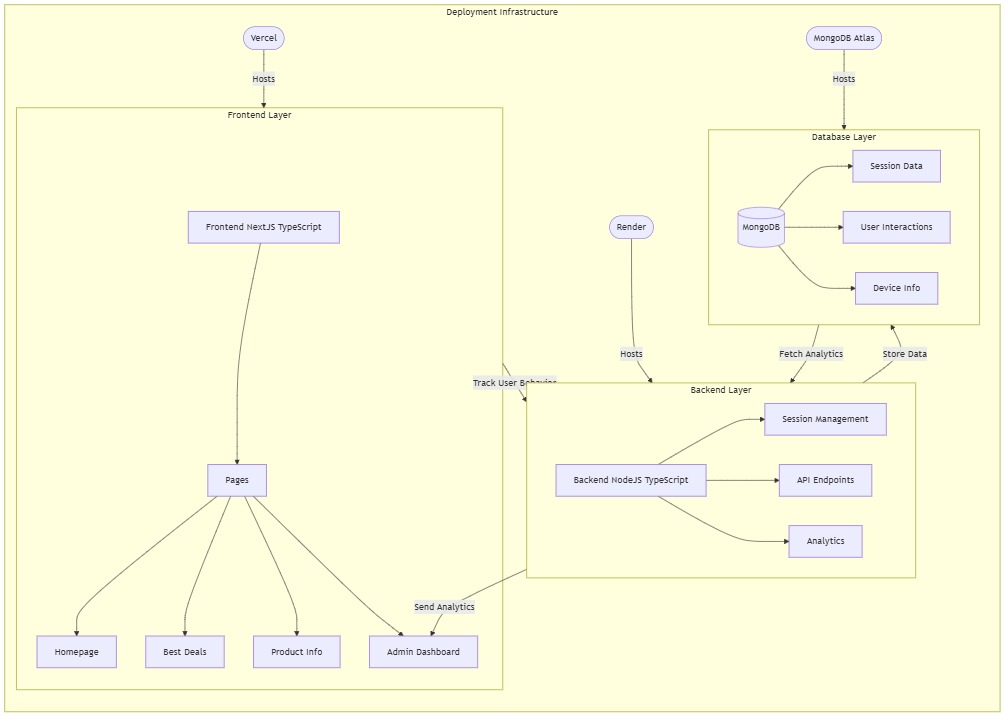 Deployment Infrastructure
Vercel
MongoDB Atlas
Hosts
Hosts
Frontend Layer
Database Layer
Session Data
Frontend NextJS TypeScript
Render
MongoDB
User Interactions
Device Info
Hosts
Fetch Analytics
Store Data
Track User Behavior
Backend Layer
Session Management
Pages
Backend NodeJS TypeScript
API Endpoints
Analytics
Send Analytics
Homepage
Best Deals
Product Info
Admin Dashboard